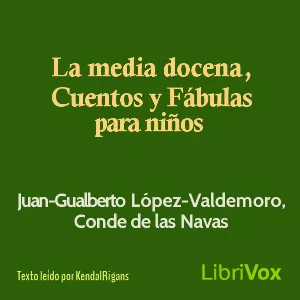 La media docena,
Cuentos y Fábulas
para niños
Juan-Gualberto López-Valdemoro,
Conde de las Navas
Texto leído por KendalRigans
LibriVox